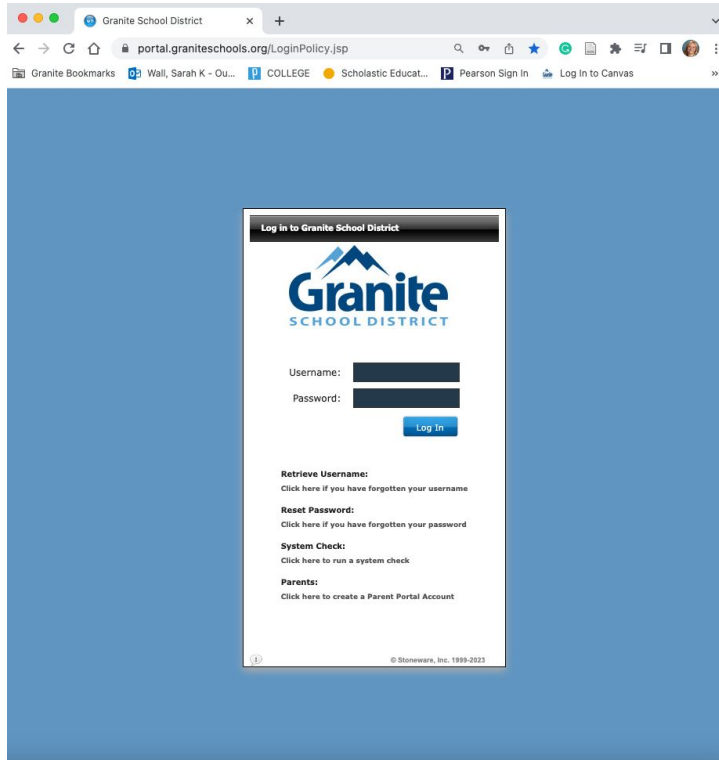 Granite School District
portal.graniteschools.org/LoginPolicy.jsp
Granite Bookmarks Wall, Sarah K - Ou... COLLEGE Scholastic Educat... Pearson Sign In Log In to Canvas »
Log in to Granite School District
Granite
SCHOOL DISTRICT
Username:
Password:
Log In
Retrieve Username:
Click here if you have forgotten your username
Reset Password:
Click here if you have forgotten your password
System Check:
Click here to run a system check
Parents:
Click here to create a Parent Portal Account
© Stoneware, Inc. 1999-2023